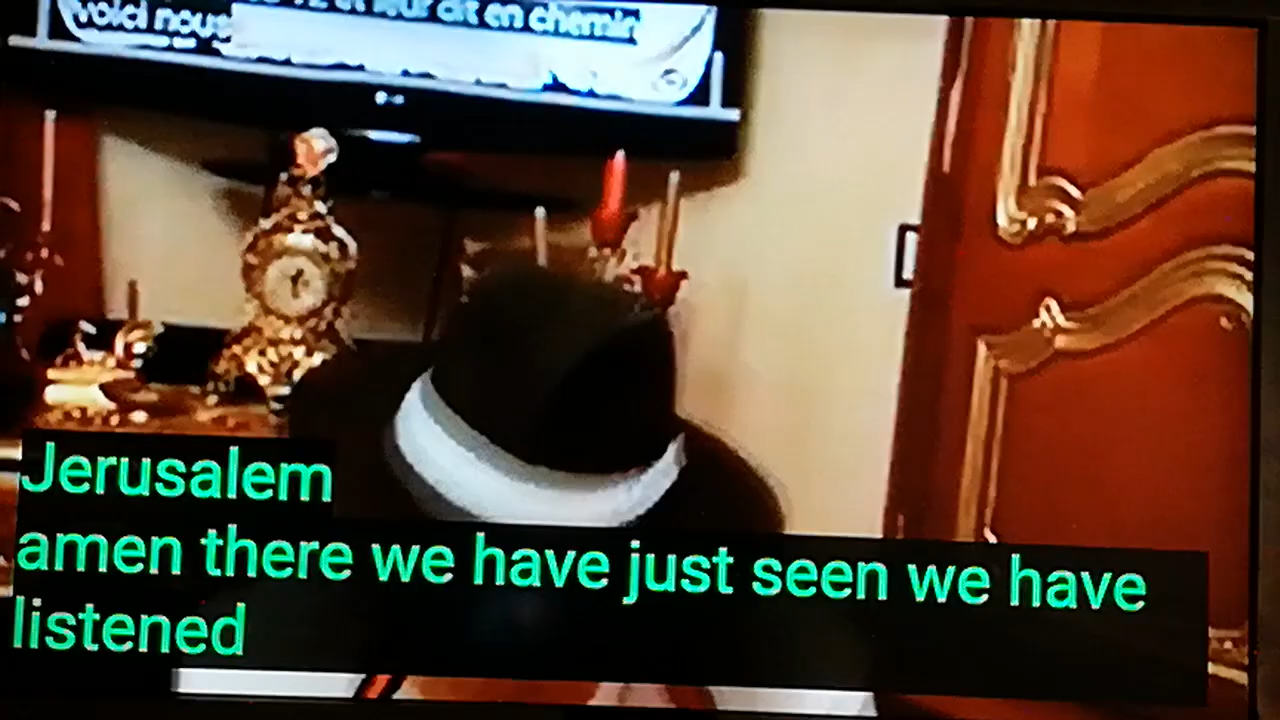 et leur dit en chemin
voici nous
Jerusalem
amen there we have just seen we have
listened